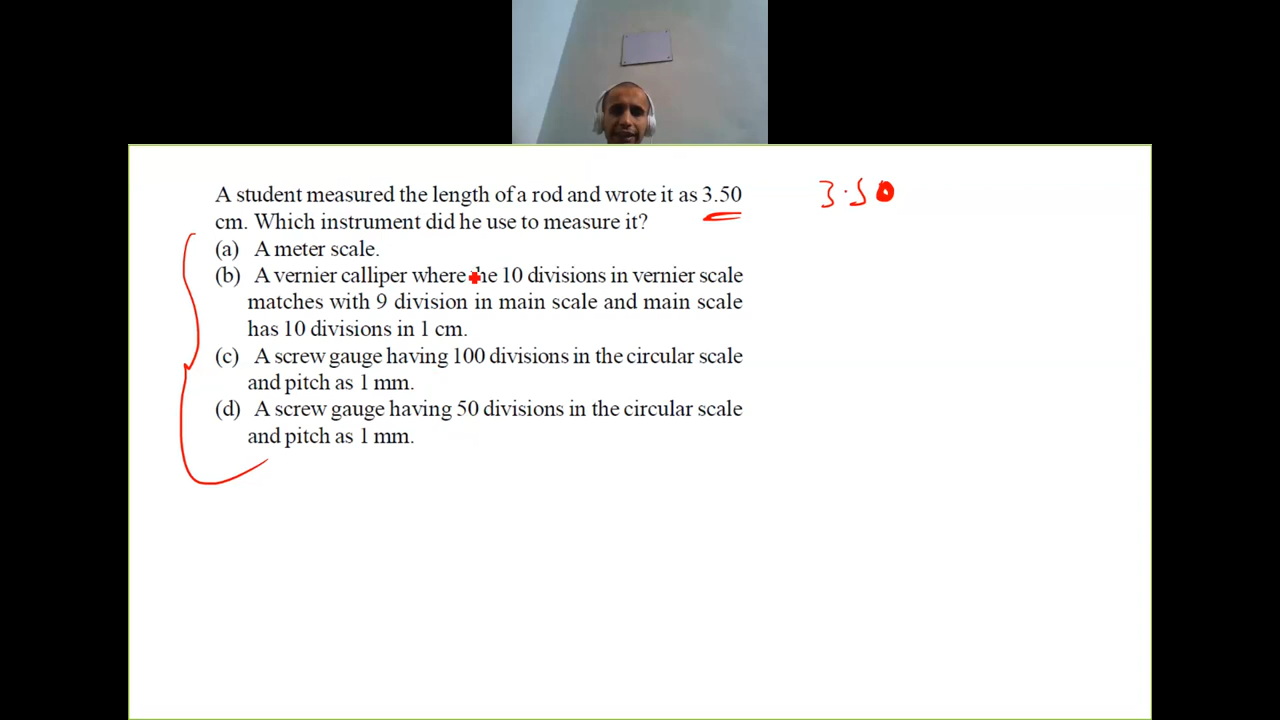 A student measured the length of a rod and wrote it as 3.50
3.50
cm. Which instrument did he use to measure it?
(a) A meter scale.
(b) A vernier calliper where the 10 divisions in vernier scale
matches with 9 division in main scale and main scale
has 10 divisions in 1 cm.
(c) A screw gauge having 100 divisions in the circular scale
and pitch as 1 mm.
(d) A screw gauge having 50 divisions in the circular scale
and pitch as 1 mm.